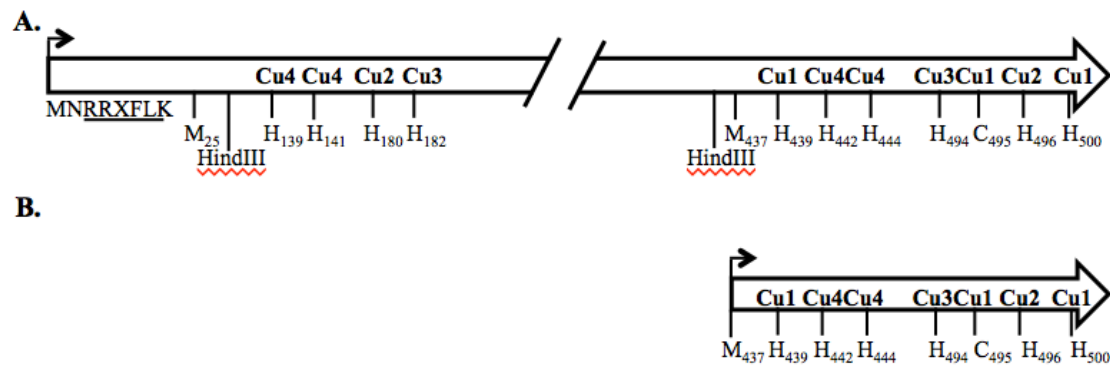 A.
Cu4 Cu4 Cu2 Cu3 Cu1 Cu4Cu4 Cu3Cu1 Cu2 Cu1
MNRRXFLK
M25 H139 H141 H180 H182 M437 H439 H442 H444 H494 C495 H496 H500
HindIII HindIII
B.
Cu1 Cu4Cu4 Cu3Cu1 Cu2 Cu1
M437 H439 H442 H444 H494 C495 H496 H500